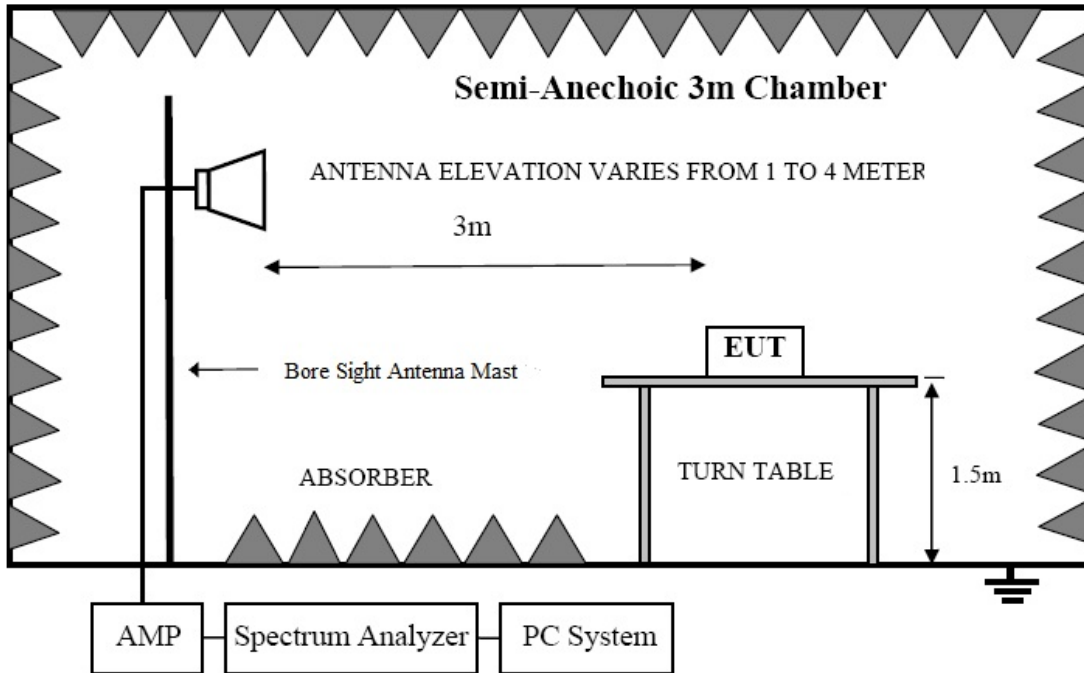 Semi-Anechoic 3m Chamber
ANTENNA ELEVATION VARIES FROM 1 TO 4 METER
3m
EUT
Bore Sight Antenna Mast
ABSORBER
TURN TABLE
1.5m
AMP
Spectrum Analyzer
PC System